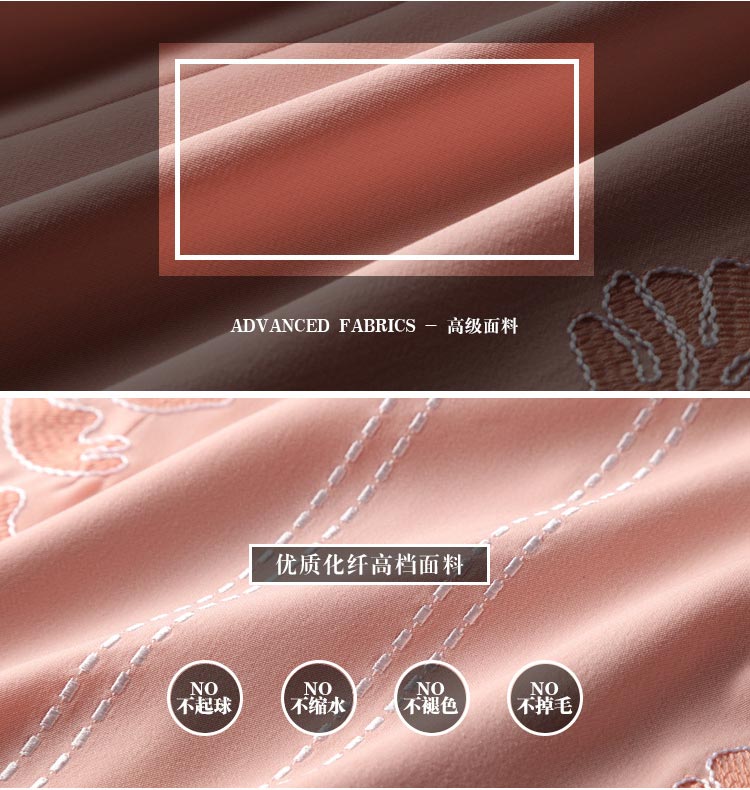 ADVANCED FABRICS - 高级面料
优质化纤高档面料
NO
不起球
NO
不缩水
NO
不褪色
NO
不掉毛